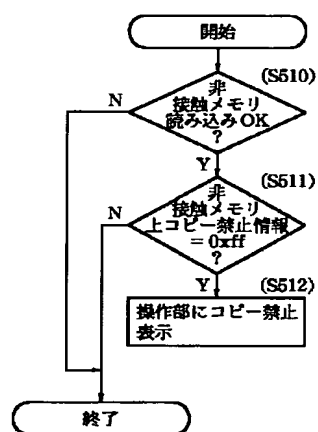 開始
(S510)
非
接触メモリ
読み込みOK
?
N
Y
(S511)
非
接触メモリ
上コピー禁止情報
= 0xff
?
N
Y
(S512)
操作部にコピー禁止
表示
終了